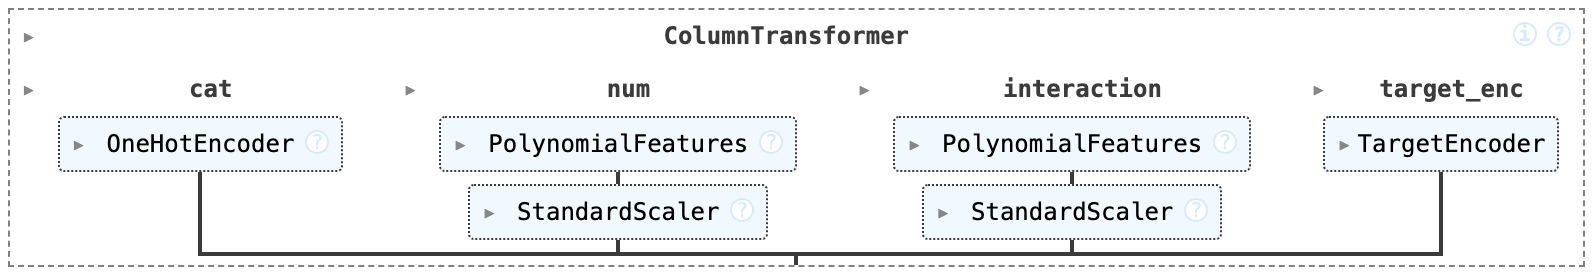 ▶ ColumnTransformer i ?
▶ cat ▶ num ▶ interaction ▶ target_enc
▶ OneHotEncoder ? ▶ PolynomialFeatures ? ▶ PolynomialFeatures ? ▶ TargetEncoder
▶ StandardScaler ? ▶ StandardScaler ?